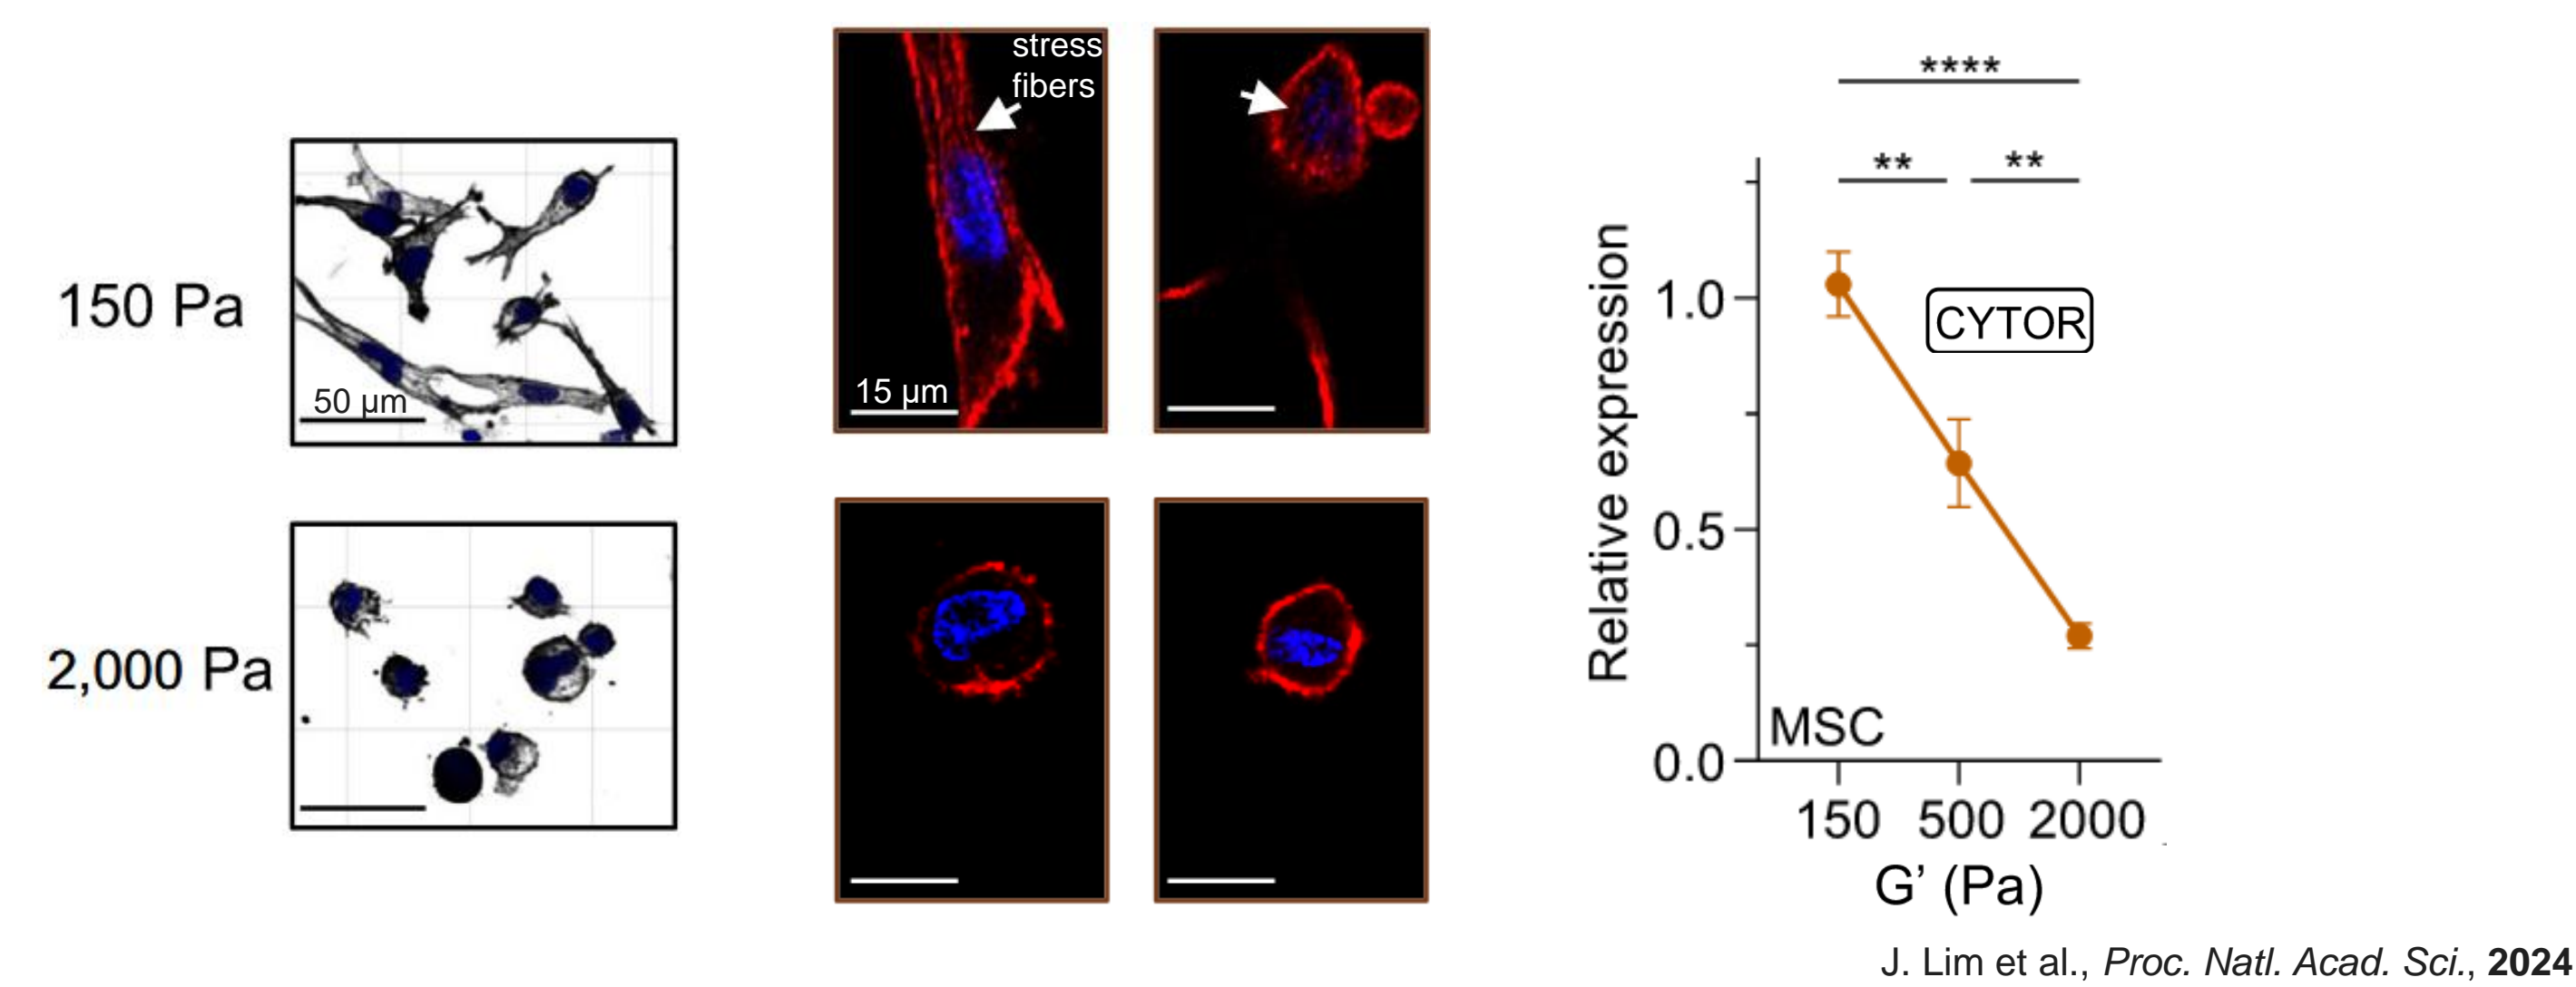 150 Pa
50 µm
2,000 Pa
stress
fibers
15 µm
****
** **
Relative expression
1.0
0.5
0.0
CYTOR
MSC
150 500 2000
G’ (Pa)
J. Lim et al., Proc. Natl. Acad. Sci., 2024